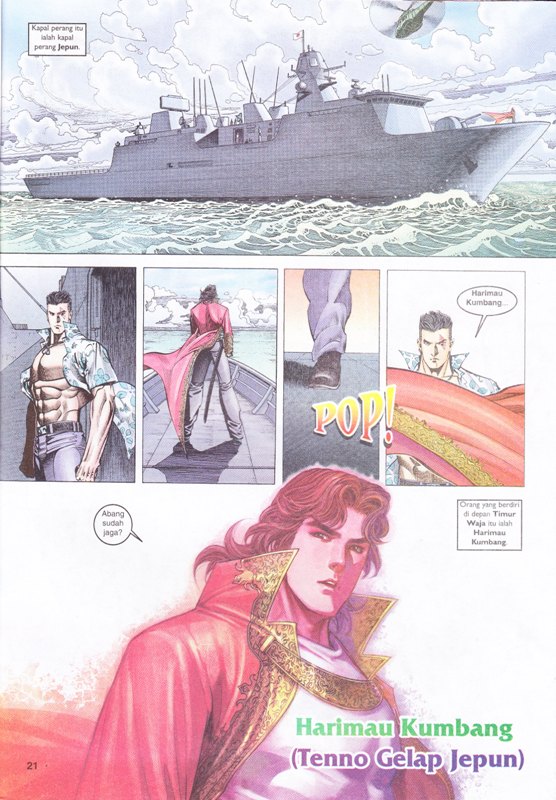 Kapal perang itu
ialah kapal
perang Jepun.
Harimau
Kumbang...
POP!
Orang yang berdiri
di depan Timur
Waja itu ialah
Harimau
Kumbang.
Abang
sudah
jaga?
Harimau Kumbang
(Tenno Gelap Jepun)
21